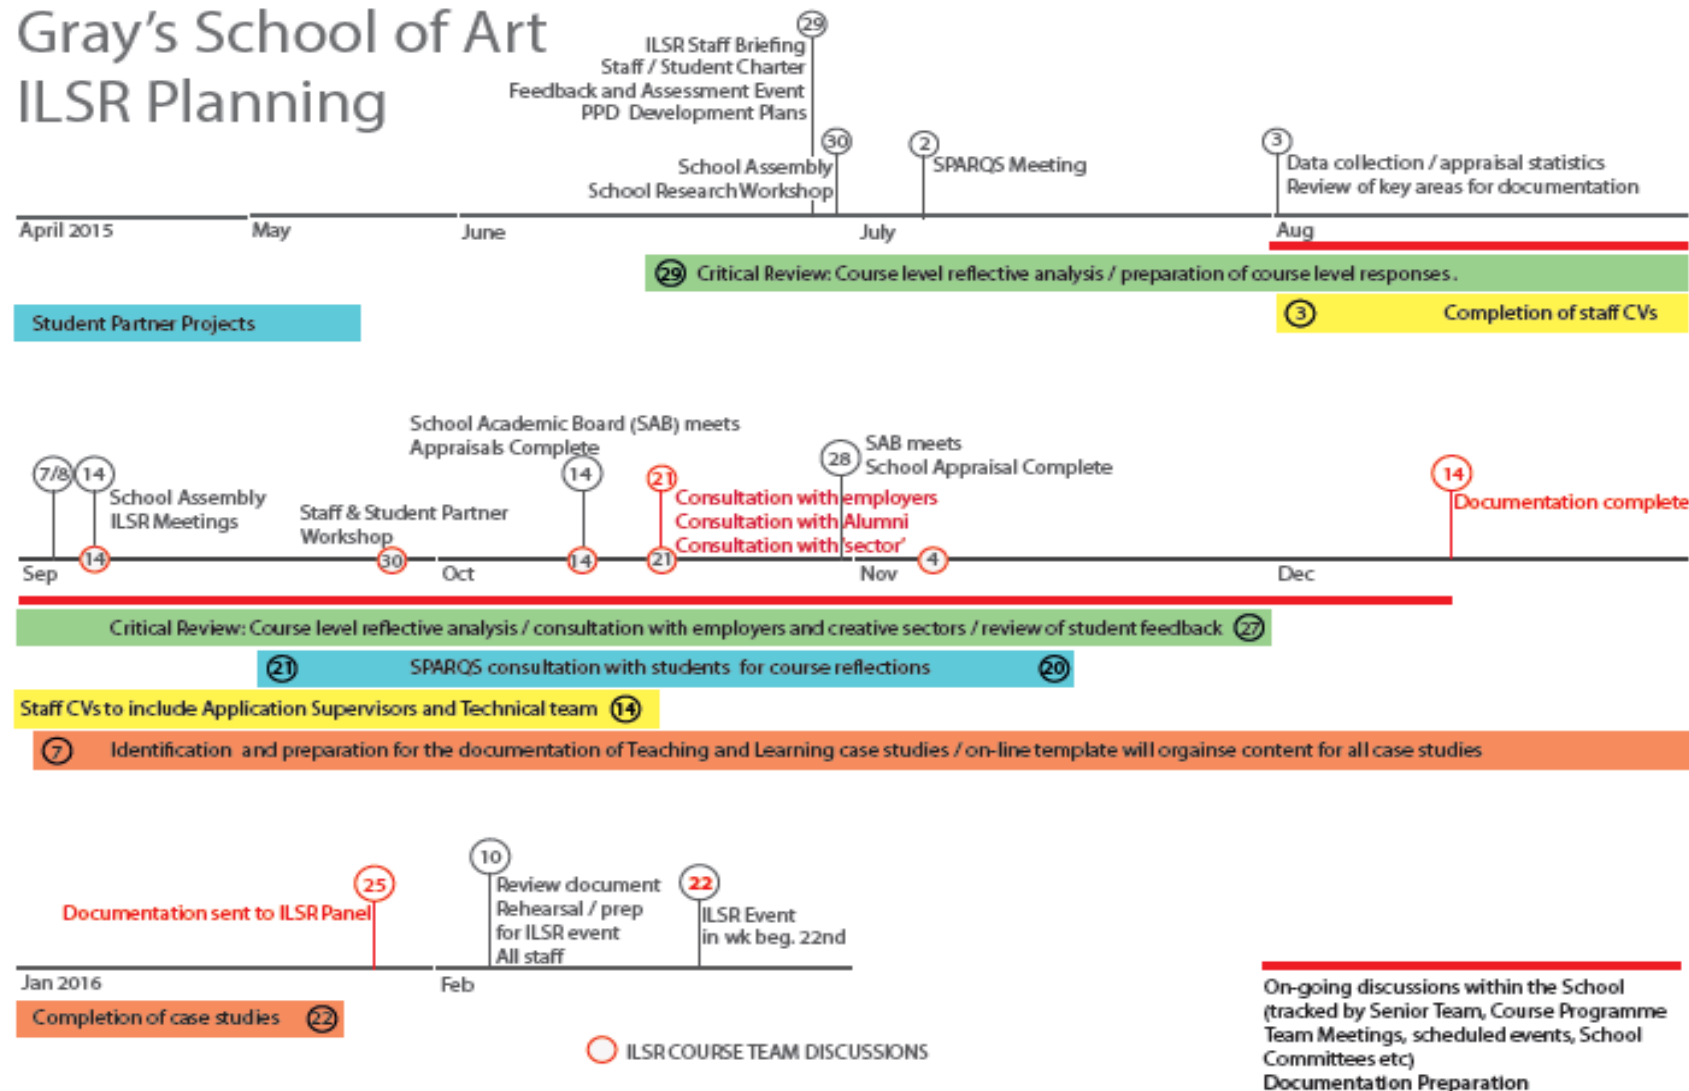 Gray's School of Art
ILSR Planning
29
ILSR Staff Briefing
Staff / Student Charter
Feedback and Assessment Event
PPD Development Plans
30
School Assembly
School Research Workshop
2
SPARQS Meeting
3
Data collection / appraisal statistics
Review of key areas for documentation
April 2015
May
June
July
Aug
29 Critical Review: Course level reflective analysis / preparation of course level responses.
Student Partner Projects
3 Completion of staff CVs
7/8
14
School Assembly
ILSR Meetings
14
Staff & Student Partner
Workshop
30
School Academic Board (SAB) meets
Appraisals Complete
14
14
21
Consultation with employers
Consultation with Alumni
Consultation with 'sector'
21
28
SAB meets
School Appraisal Complete
4
14
Documentation complete
Sep
Oct
Nov
Dec
Critical Review: Course level reflective analysis / consultation with employers and creative sectors / review of student feedback 27
21 SPARQS consultation with students for course reflections 20
Staff CVs to include Application Supervisors and Technical team 14
7 Identification and preparation for the documentation of Teaching and Learning case studies / on-line template will orgainse content for all case studies
25
Documentation sent to ILSR Panel
10
Review document
Rehearsal / prep
for ILSR event
All staff
22
ILSR Event
in wk beg. 22nd
Jan 2016
Feb
Completion of case studies 22
ILSR COURSE TEAM DISCUSSIONS
On-going discussions within the School
(tracked by Senior Team, Course Programme
Team Meetings, scheduled events, School
Committees etc)
Documentation Preparation